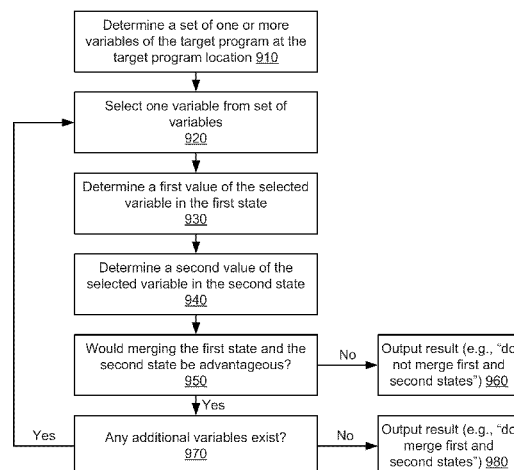 Determine a set of one or more
variables of the target program at the
target program location 910
Select one variable from set of
variables
920
Determine a first value of the selected
variable in the first state
930
Determine a second value of the
selected variable in the second state
940
Would merging the first state and the
second state be advantageous?
950
No
Output result (e.g., “do
not merge first and
second states”) 960
Yes
Any additional variables exist?
970
Yes
No
Output result (e.g., “do
merge first and
second states”) 980